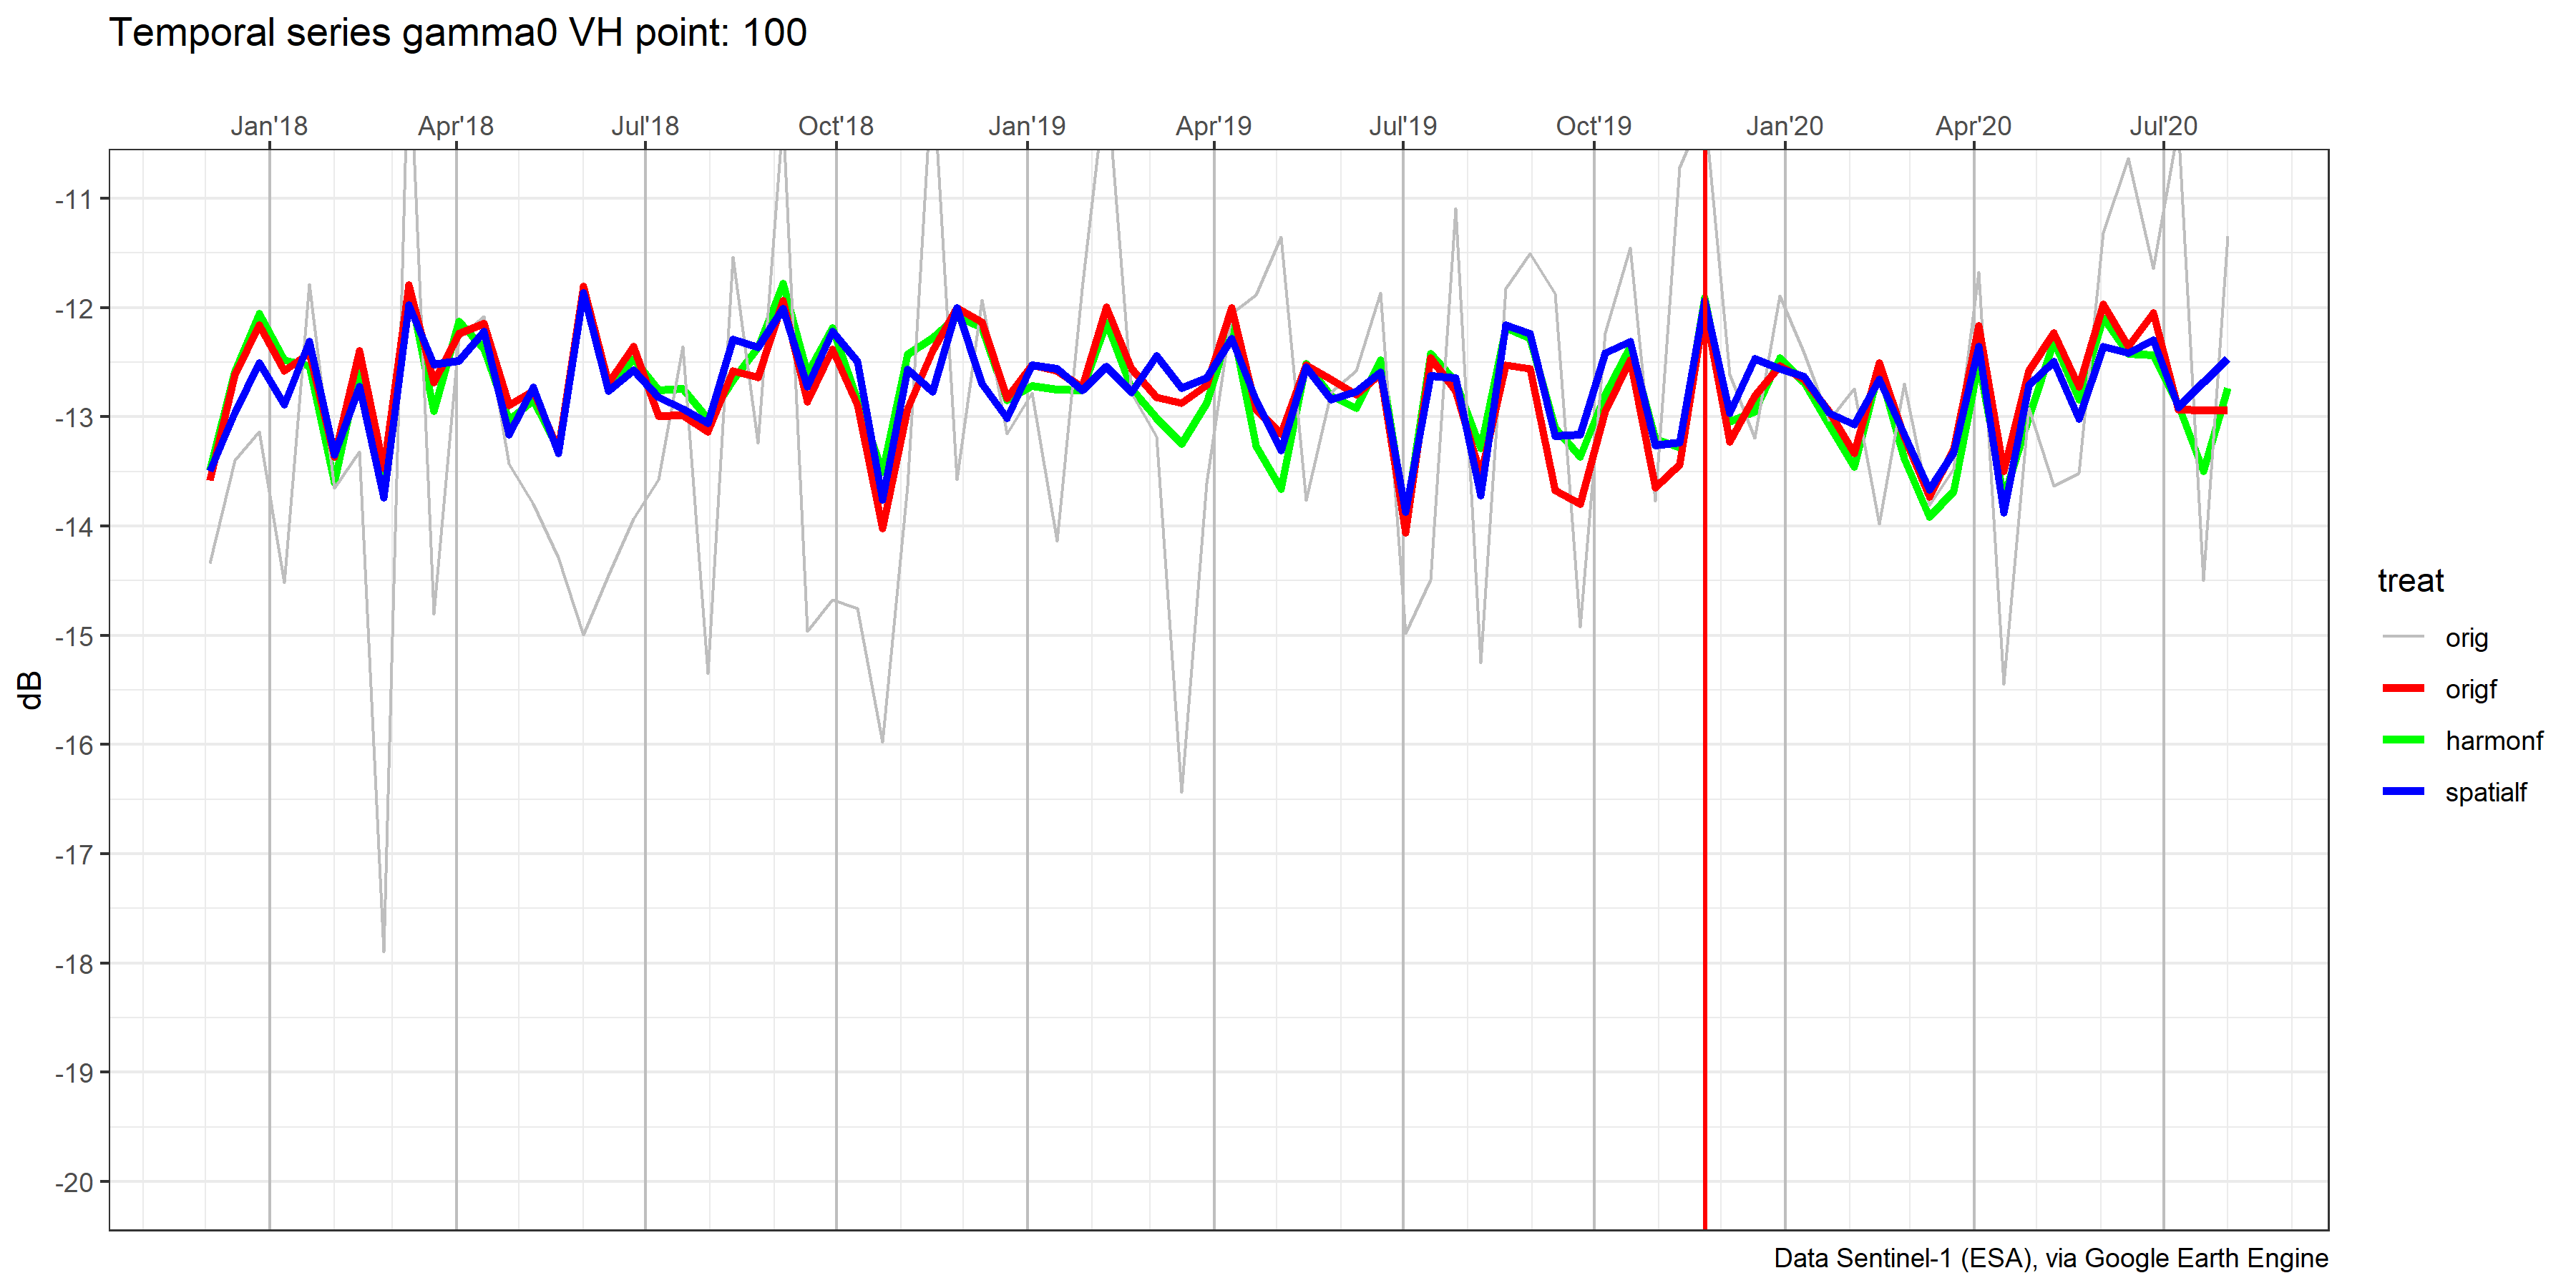 Temporal series gamma0 VH point: 100
Jan'18 Apr'18 Jul'18 Oct'18 Jan'19 Apr'19 Jul'19 Oct'19 Jan'20 Apr'20 Jul'20
-11
-12
-13
-14
-15
-16
-17
-18
-19
-20
dB
treat
orig
origf
harmonf
spatialf
Data Sentinel-1 (ESA), via Google Earth Engine